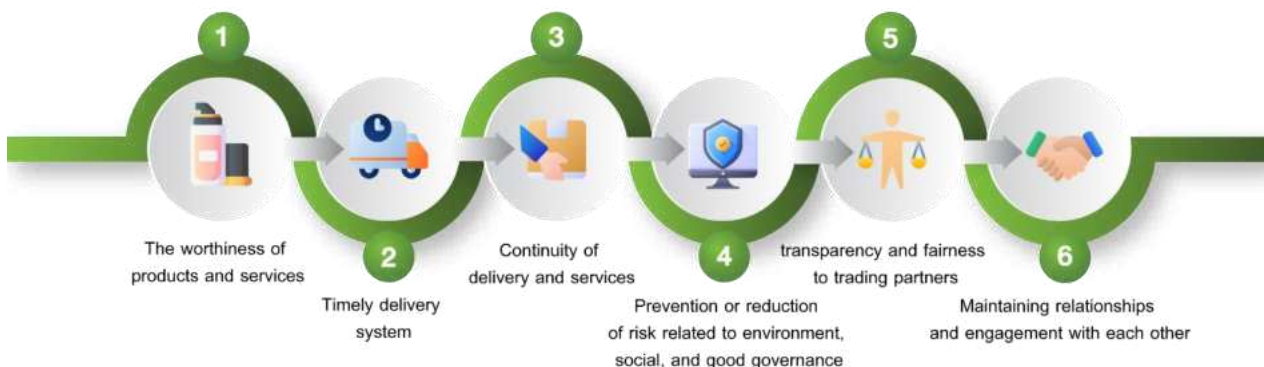 1
The worthiness of
products and services
2
Timely delivery
system
3
Continuity of
delivery and services
4
Prevention or reduction
of risk related to environment,
social, and good governance
5
transparency and fairness
to trading partners
6
Maintaining relationships
and engagement with each other